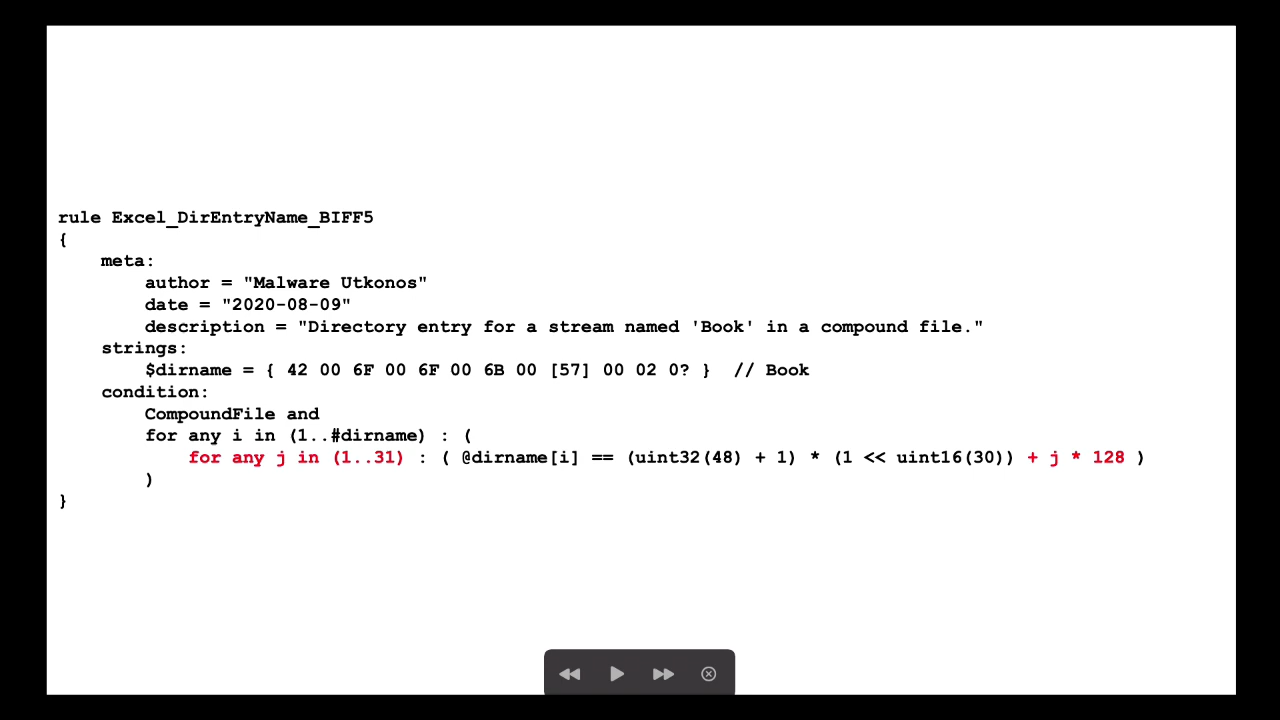 rule Excel_DirEntryName_BIFF5
{
    meta:
        author = "Malware Utkonos"
        date = "2020-08-09"
        description = "Directory entry for a stream named 'Book' in a compound file."
    strings:
        $dirname = { 42 00 6F 00 6F 00 6B 00 [57] 00 02 0? }  // Book
    condition:
        CompoundFile and
        for any i in (1..#dirname) : (
            for any j in (1..31) : ( @dirname[i] == (uint32(48) + 1) * (1 << uint16(30)) + j * 128 )
        )
}